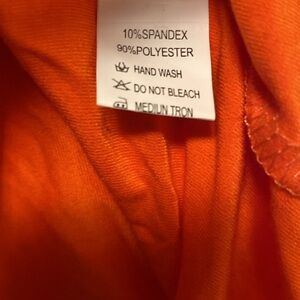 10%SPANDEX
90%POLYESTER
HAND WASH
DO NOT BLEACH
MEDIUN TRON